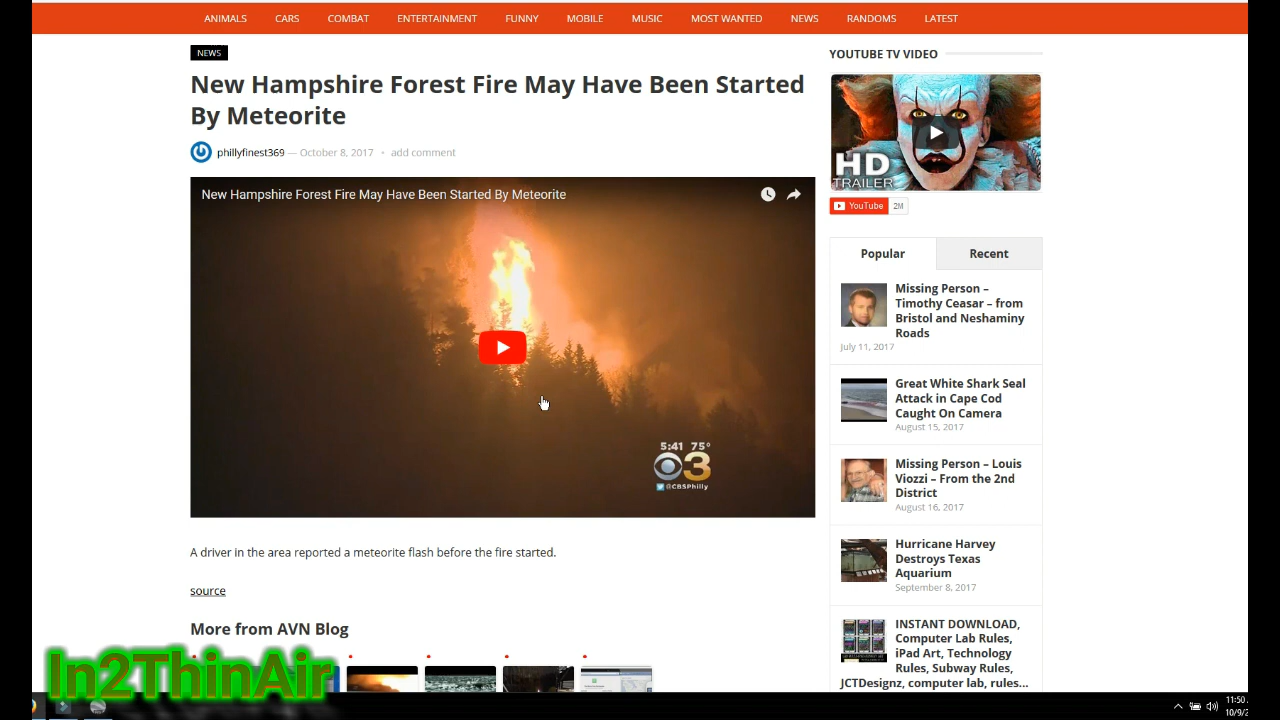 ANIMALS CARS COMBAT ENTERTAINMENT FUNNY MOBILE MUSIC MOST WANTED NEWS RANDOMS LATEST
NEWS
New Hampshire Forest Fire May Have Been Started
By Meteorite
phillyfinest369 — October 8, 2017 • add comment
New Hampshire Forest Fire May Have Been Started By Meteorite
5:41 75°
3
@CBSPhilly
A driver in the area reported a meteorite flash before the fire started.
source
More from AVN Blog
In2ThinAir
YOUTUBE TV VIDEO
HD
TRAILER
YouTube 2M
Popular Recent
Missing Person –
Timothy Ceasar – from
Bristol and Neshaminy
Roads
July 11, 2017
Great White Shark Seal
Attack in Cape Cod
Caught On Camera
August 15, 2017
Missing Person – Louis
Viozzi – From the 2nd
District
August 16, 2017
Hurricane Harvey
Destroys Texas
Aquarium
September 8, 2017
INSTANT DOWNLOAD,
Computer Lab Rules,
iPad Art, Technology
Rules, Subway Rules,
JCTDesignz, computer lab, rules...
11:50
10/9/2